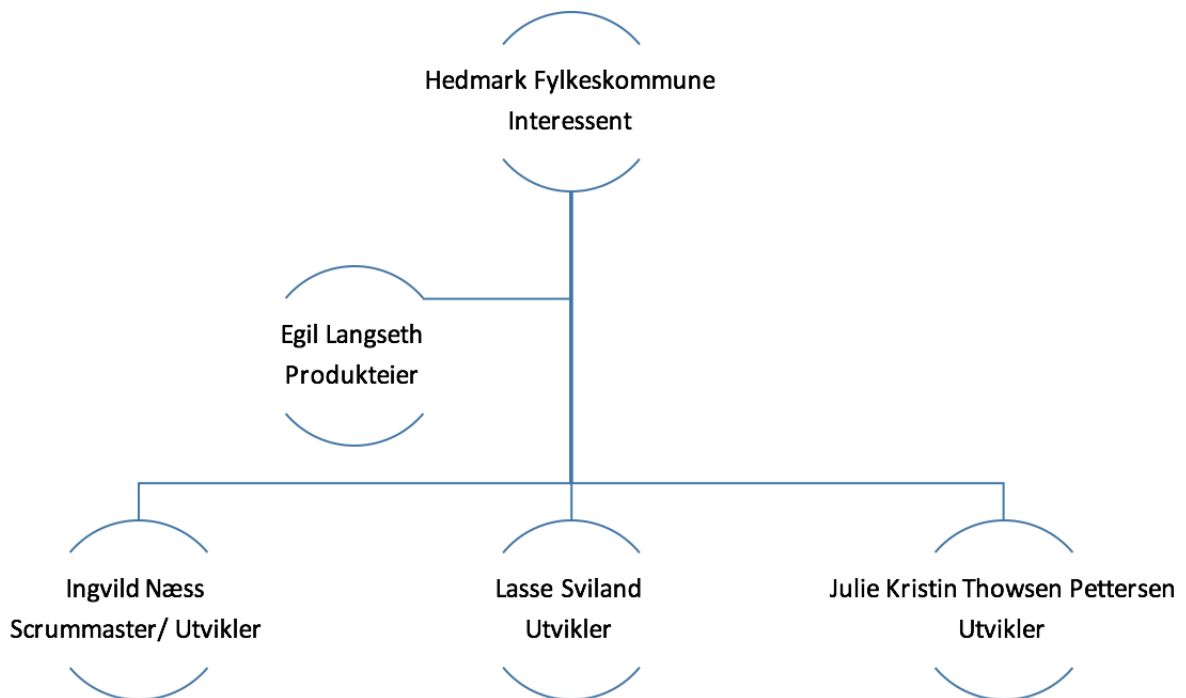 Hedmark Fylkeskommune
Interessent
Egil Langseth
Produkteier
Ingvild Næss
Scrummaster/ Utvikler
Lasse Sviland
Utvikler
Julie Kristin Thowsen Pettersen
Utvikler